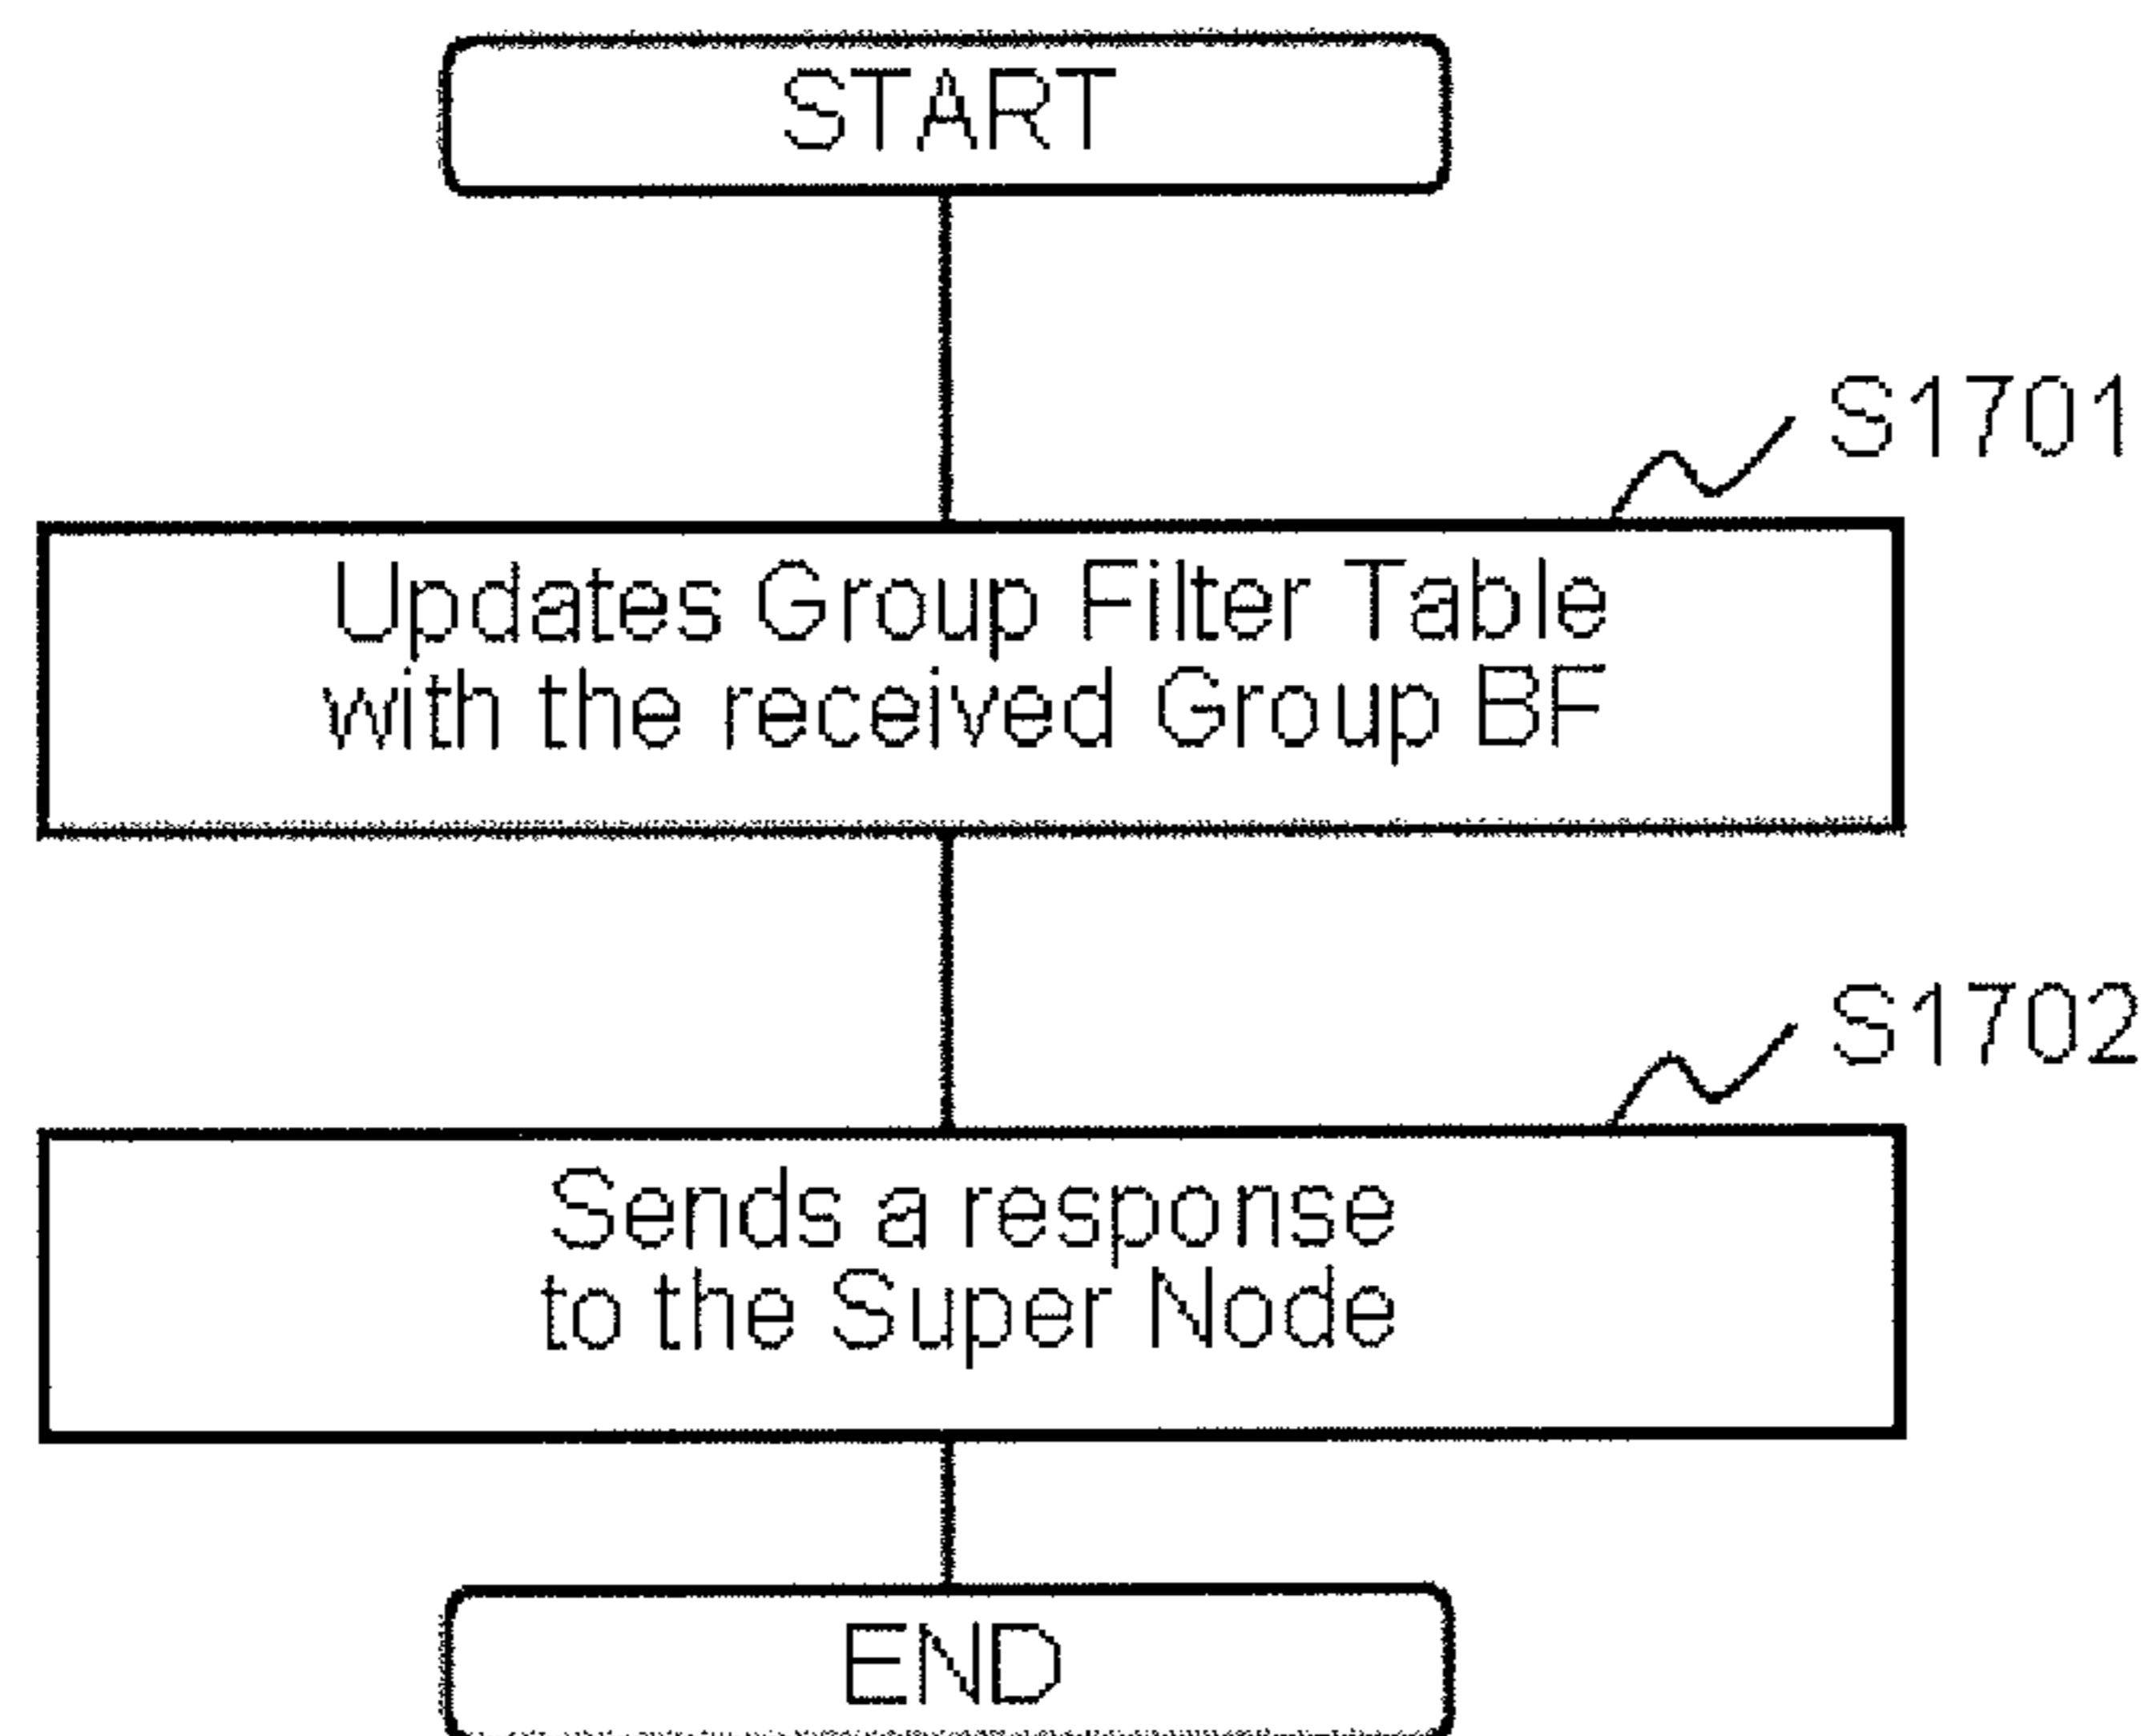 START
S1701
Updates Group Filter Table
with the received Group BF
S1702
Sends a response
to the Super Node
END